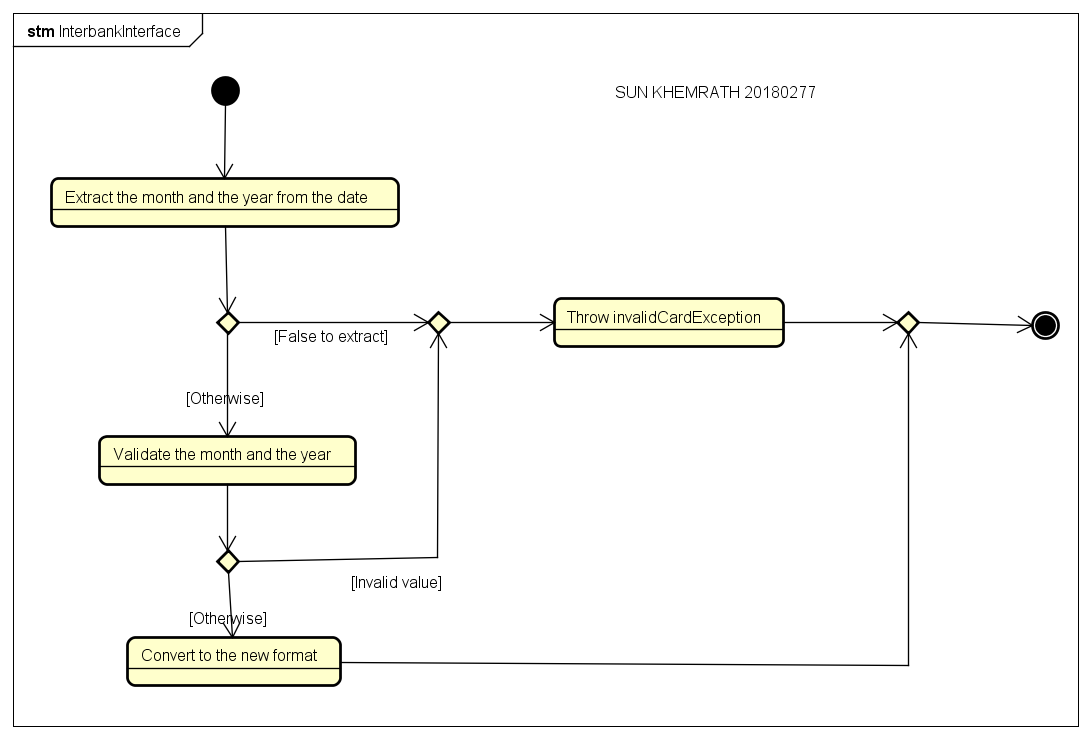 stm InterbankInterface
SUN KHEMRATH 20180277
Extract the month and the year from the date
Throw invalidCardException
[False to extract]
[Otherwise]
Validate the month and the year
[Invalid value]
[Otherwise]
Convert to the new format